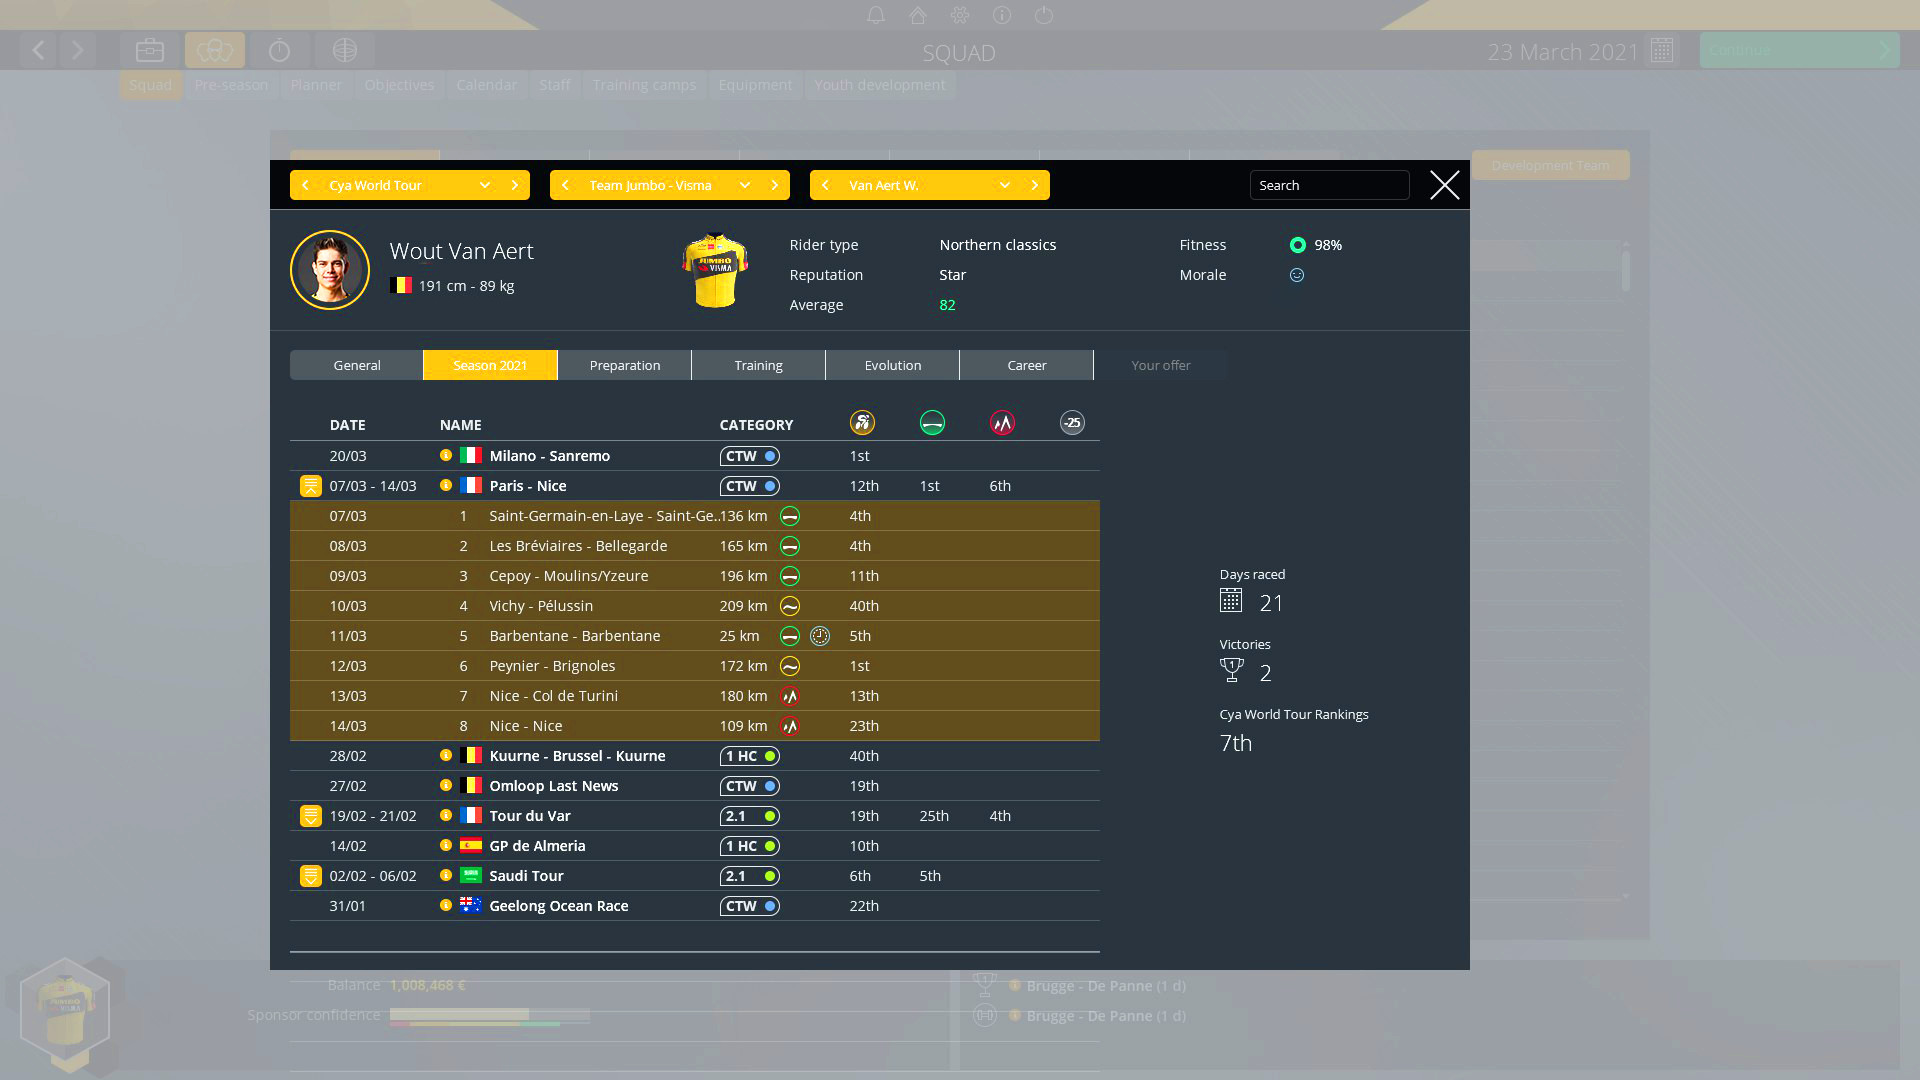 SQUAD
23 March 2021
Continue
Squad Pre-season Planner Objectives Calendar Staff Training camps Equipment Youth development
Development Team
Cya World Tour Team Jumbo - Visma Van Aert W. Search
Wout Van Aert
191 cm - 89 kg
JUMBO
VISMA
Rider type Northern classics
Reputation Star
Average 82
Fitness 98%
Morale
General Season 2021 Preparation Training Evolution Career Your offer
DATE NAME CATEGORY -25
20/03 Milano - Sanremo CTW 1st
07/03 - 14/03 Paris - Nice CTW 12th 1st 6th
07/03 1 Saint-Germain-en-Laye - Saint-Ge.. 136 km 4th
08/03 2 Les Bréviaires - Bellegarde 165 km 4th
09/03 3 Cepoy - Moulins/Yzeure 196 km 11th
10/03 4 Vichy - Pélussin 209 km 40th
11/03 5 Barbentane - Barbentane 25 km 5th
12/03 6 Peynier - Brignoles 172 km 1st
13/03 7 Nice - Col de Turini 180 km 13th
14/03 8 Nice - Nice 109 km 23th
28/02 Kuurne - Brussel - Kuurne 1 HC 40th
27/02 Omloop Last News CTW 19th
19/02 - 21/02 Tour du Var 2.1 19th 25th 4th
14/02 GP de Almeria 1 HC 10th
02/02 - 06/02 Saudi Tour 2.1 6th 5th
31/01 Geelong Ocean Race CTW 22th
Days raced
21
Victories
2
Cya World Tour Rankings
7th
Balance 1,008,468 €
Sponsor confidence
Brugge - De Panne (1 d)
Brugge - De Panne (1 d)
JUMBO
VISMA